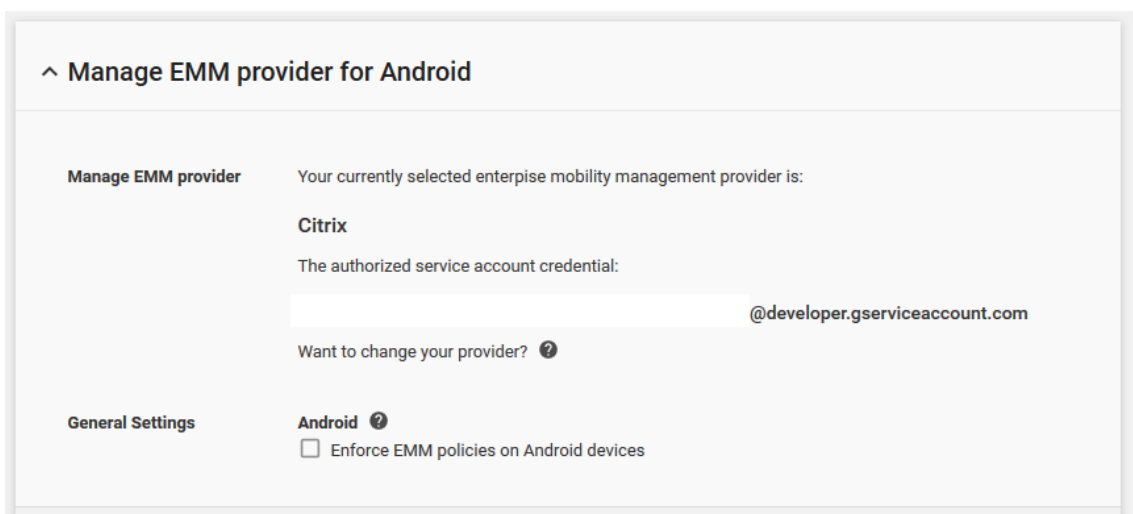 Manage EMM provider for Android
Manage EMM provider
Your currently selected enterpise mobility management provider is:
Citrix
The authorized service account credential:
@developer.gserviceaccount.com
Want to change your provider?
General Settings
Android
Enforce EMM policies on Android devices